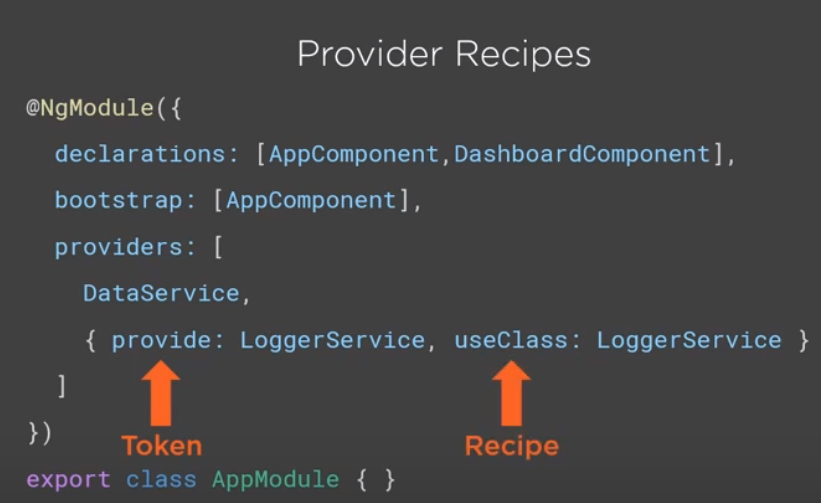 Provider Recipes
@NgModule({
declarations: [AppComponent,DashboardComponent],
bootstrap: [AppComponent],
providers: [
DataService,
{ provide: LoggerService, useClass: LoggerService }
]
})
Token Recipe
export class AppModule { }